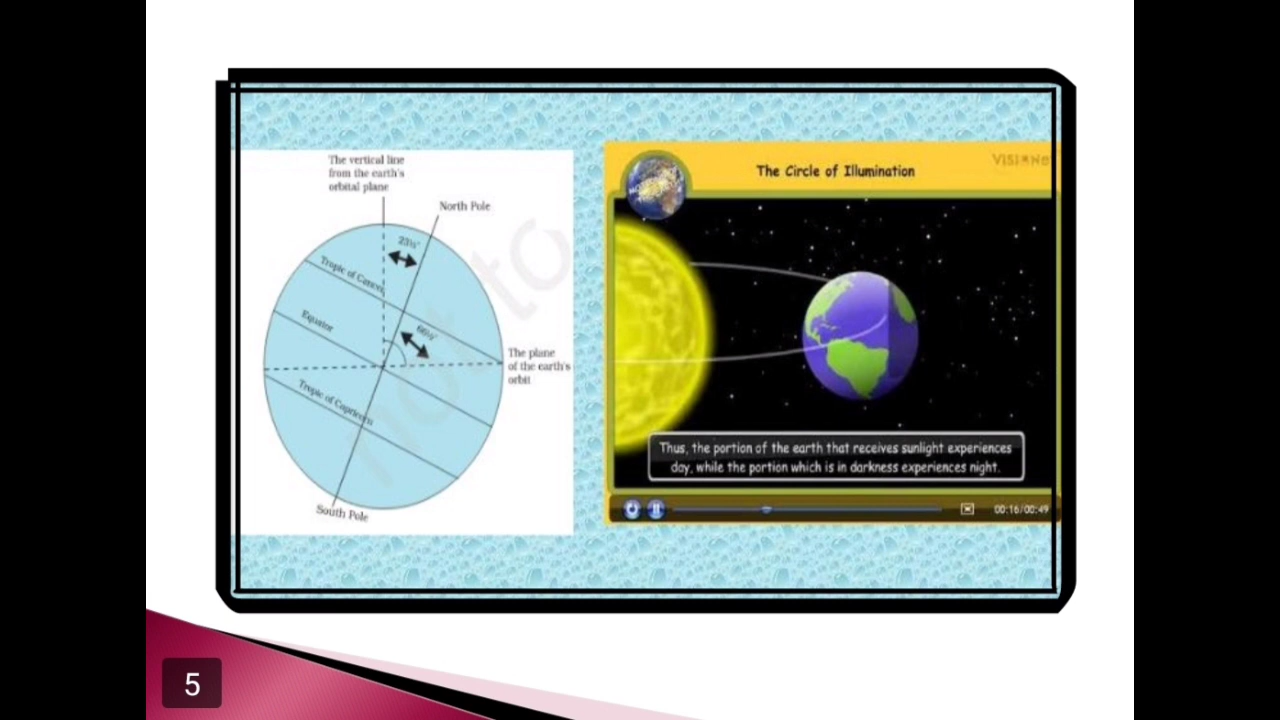 The vertical line
from the earth's
orbital plane
North Pole
23½°
Tropic of Cancer
66½°
Equator
The plane
of the earth's
orbit
Tropic of Capricorn
South Pole
not to
The Circle of Illumination
Thus, the portion of the earth that receives sunlight experiences
day, while the portion which is in darkness experiences night.
00:16/00:49
5